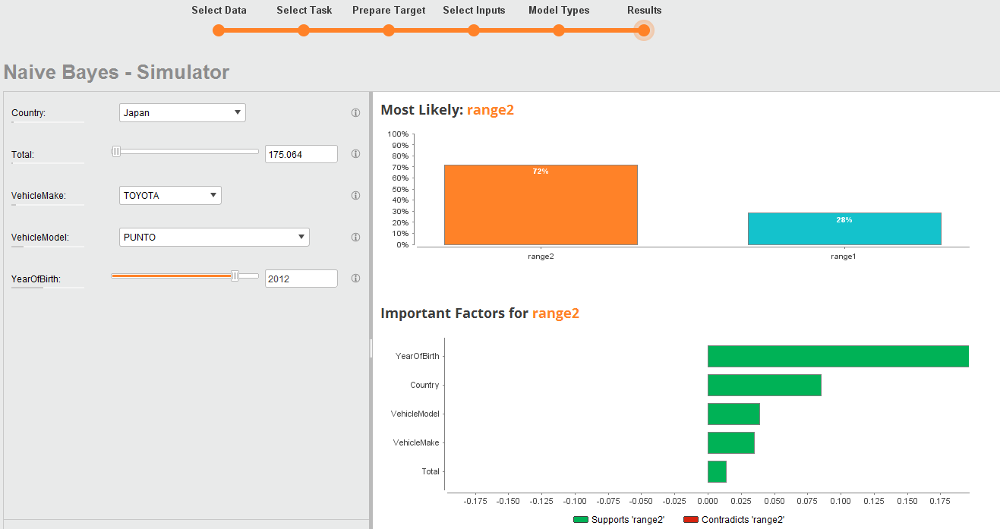 Select Data Select Task Prepare Target Select Inputs Model Types Results
Naive Bayes - Simulator
Country: Japan
Total: 175.064
VehicleMake: TOYOTA
VehicleModel: PUNTO
YearOfBirth: 2012
Most Likely: range2
100%
90%
80%
70%
60%
50%
40%
30%
20%
10%
0%
72%
28%
range2 range1
Important Factors for range2
YearOfBirth
Country
VehicleModel
VehicleMake
Total
-0.175 -0.150 -0.125 -0.100 -0.075 -0.050 -0.025 0.000 0.025 0.050 0.075 0.100 0.125 0.150 0.175
Supports 'range2' Contradicts 'range2'